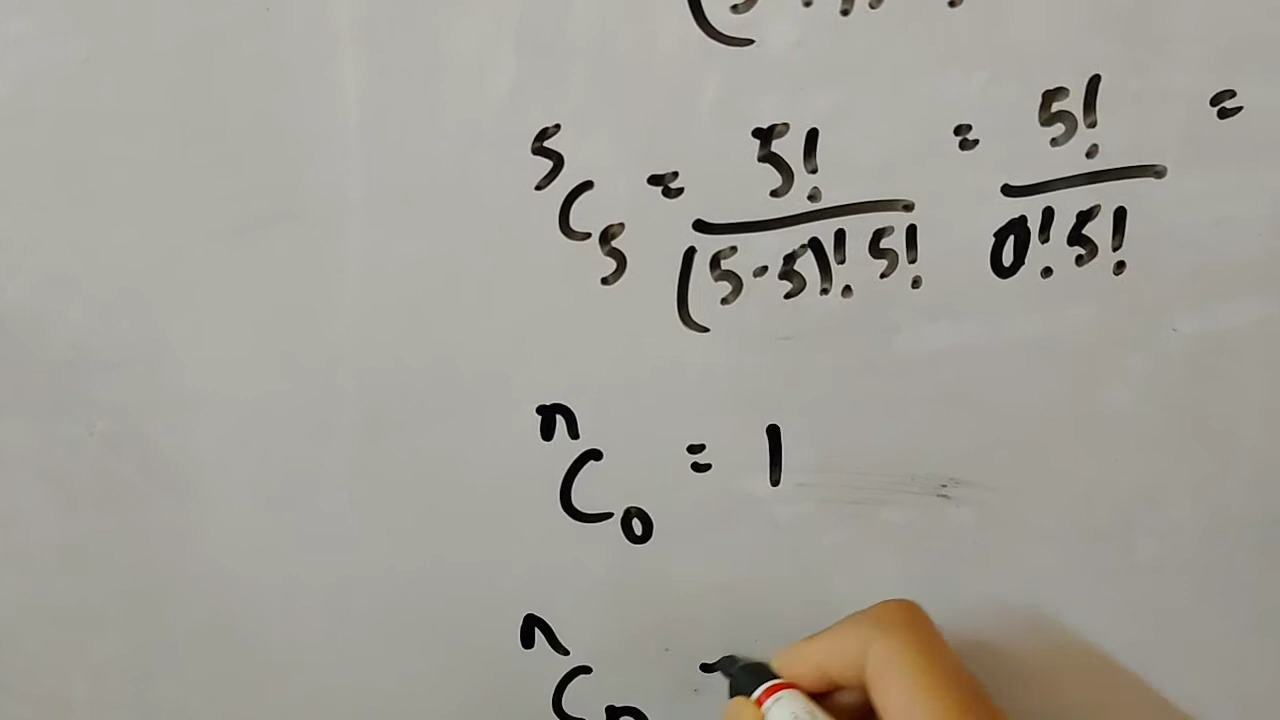 ⁵C₅ = 5! / (5-5)! 5! = 5! / 0! 5! =
ⁿC₀ = 1
ⁿC